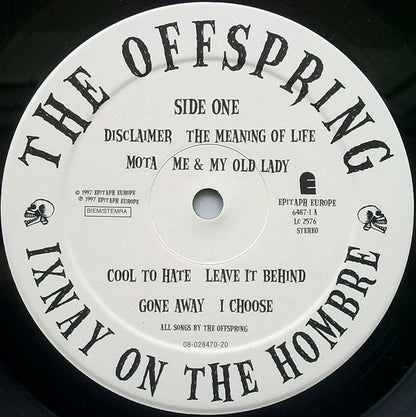 THE OFFSPRING
SIDE ONE
DISCLAIMER THE MEANING OF LIFE
MOTA ME & MY OLD LADY
© 1997 EPITAPH EUROPE
℗ 1997 EPITAPH EUROPE
BIEM/STEMRA
E
EPITAPH EUROPE
6487-1 A
LC 2576
STEREO
COOL TO HATE LEAVE IT BEHIND
GONE AWAY I CHOOSE
ALL SONGS BY THE OFFSPRING
08-028470-20
IXNAY ON THE HOMBRE